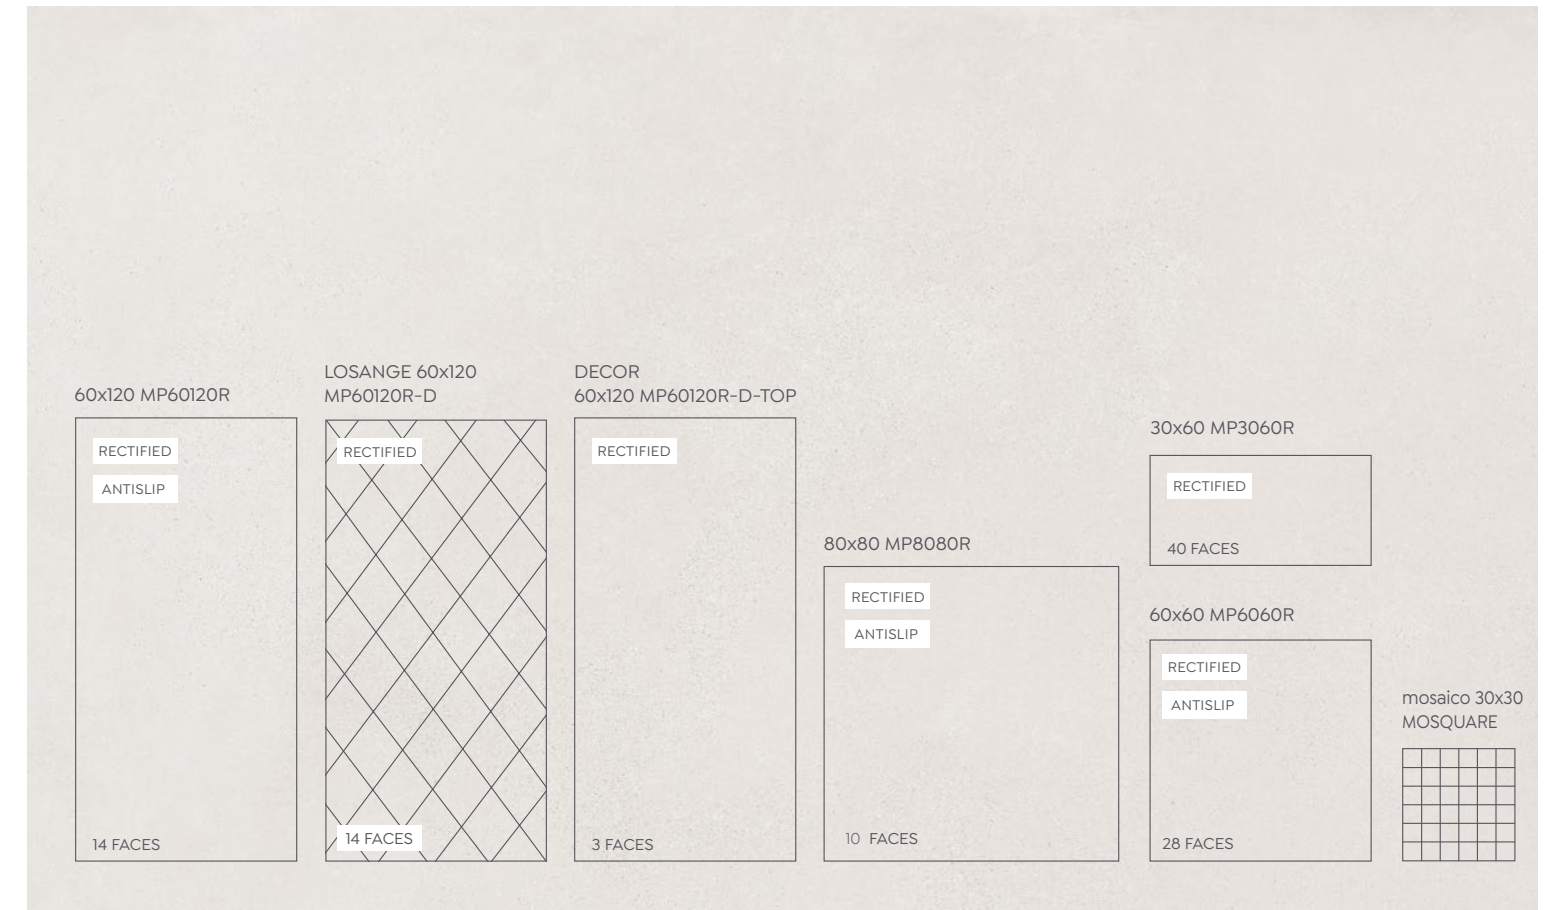 60x120 MP60120R
RECTIFIED
ANTISLIP
14 FACES
LOSANGE 60x120
MP60120R-D
RECTIFIED
14 FACES
DECOR
60x120 MP60120R-D-TOP
RECTIFIED
3 FACES
80x80 MP8080R
RECTIFIED
ANTISLIP
10 FACES
30x60 MP3060R
RECTIFIED
40 FACES
60x60 MP6060R
RECTIFIED
ANTISLIP
28 FACES
mosaico 30x30
MOSQUARE